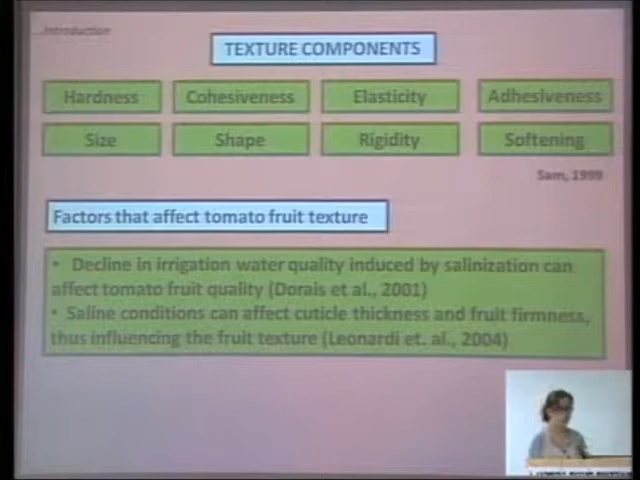 ...Introduction
TEXTURE COMPONENTS
Hardness Cohesiveness Elasticity Adhesiveness
Size Shape Rigidity Softening
Sam, 1999
Factors that affect tomato fruit texture
• Decline in irrigation water quality induced by salinization can
affect tomato fruit quality (Dorais et al., 2001)
• Saline conditions can affect cuticle thickness and fruit firmness,
thus influencing the fruit texture (Leonardi et. al., 2004)